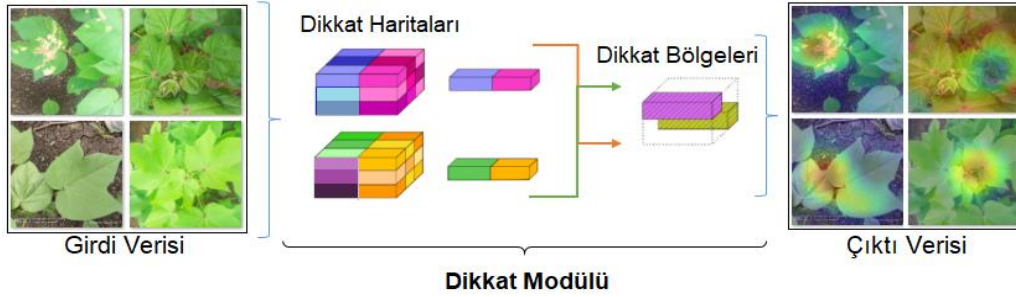 Dikkat Haritaları
Dikkat Bölgeleri
Girdi Verisi
Çıktı Verisi
Dikkat Modülü